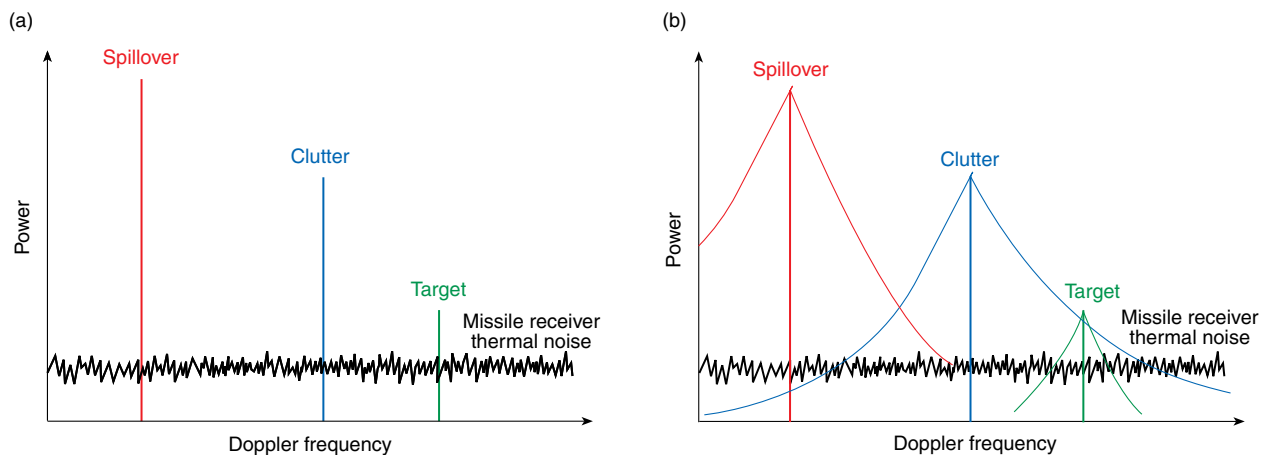 (a)
Spillover
Clutter
Target
Missile receiver
thermal noise
Power
Doppler frequency
(b)
Spillover
Clutter
Target
Missile receiver
thermal noise
Power
Doppler frequency